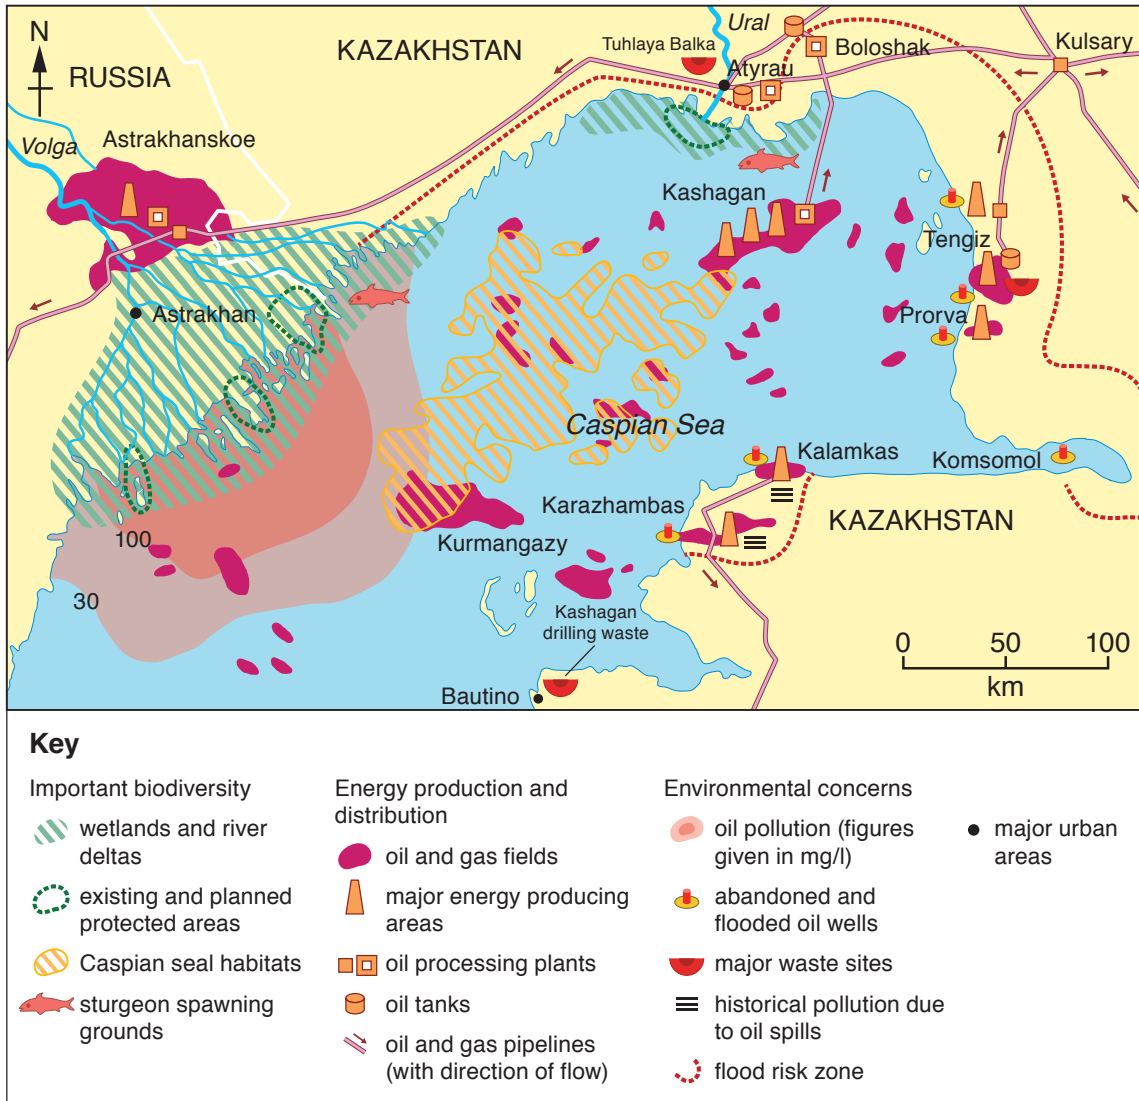 N
KAZAKHSTAN
Ural
Tuhlaya Balka
Boloshak
Kulsary
RUSSIA
Atyrau
Astrakhanskoe
Volga
Kashagan
Tengiz
Astrakhan
Prorva
Caspian Sea
Kalamkas
Komsomol
Karazhambas
KAZAKHSTAN
100
Kurmangazy
30
Kashagan
drilling waste
0 50 100
km
Bautino
Key
Important biodiversity
wetlands and river
deltas
existing and planned
protected areas
Caspian seal habitats
sturgeon spawning
grounds
Energy production and
distribution
oil and gas fields
major energy producing
areas
oil processing plants
oil tanks
oil and gas pipelines
(with direction of flow)
Environmental concerns
oil pollution (figures
given in mg/l)
abandoned and
flooded oil wells
major waste sites
historical pollution due
to oil spills
flood risk zone
major urban
areas